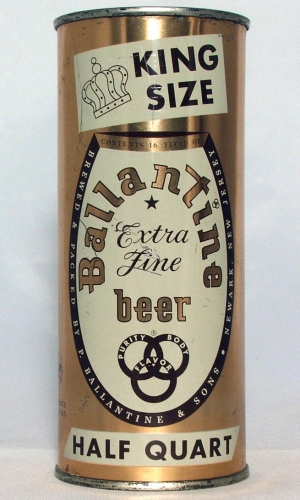 KING
SIZE
CONTENTS 16 FLUID OZ
Ballantine
Extra
Fine
beer
PURITY BODY
FLAVOR
BREWED & PACKED BY P. BALLANTINE & SONS • NEWARK, NEW JERSEY
HALF QUART